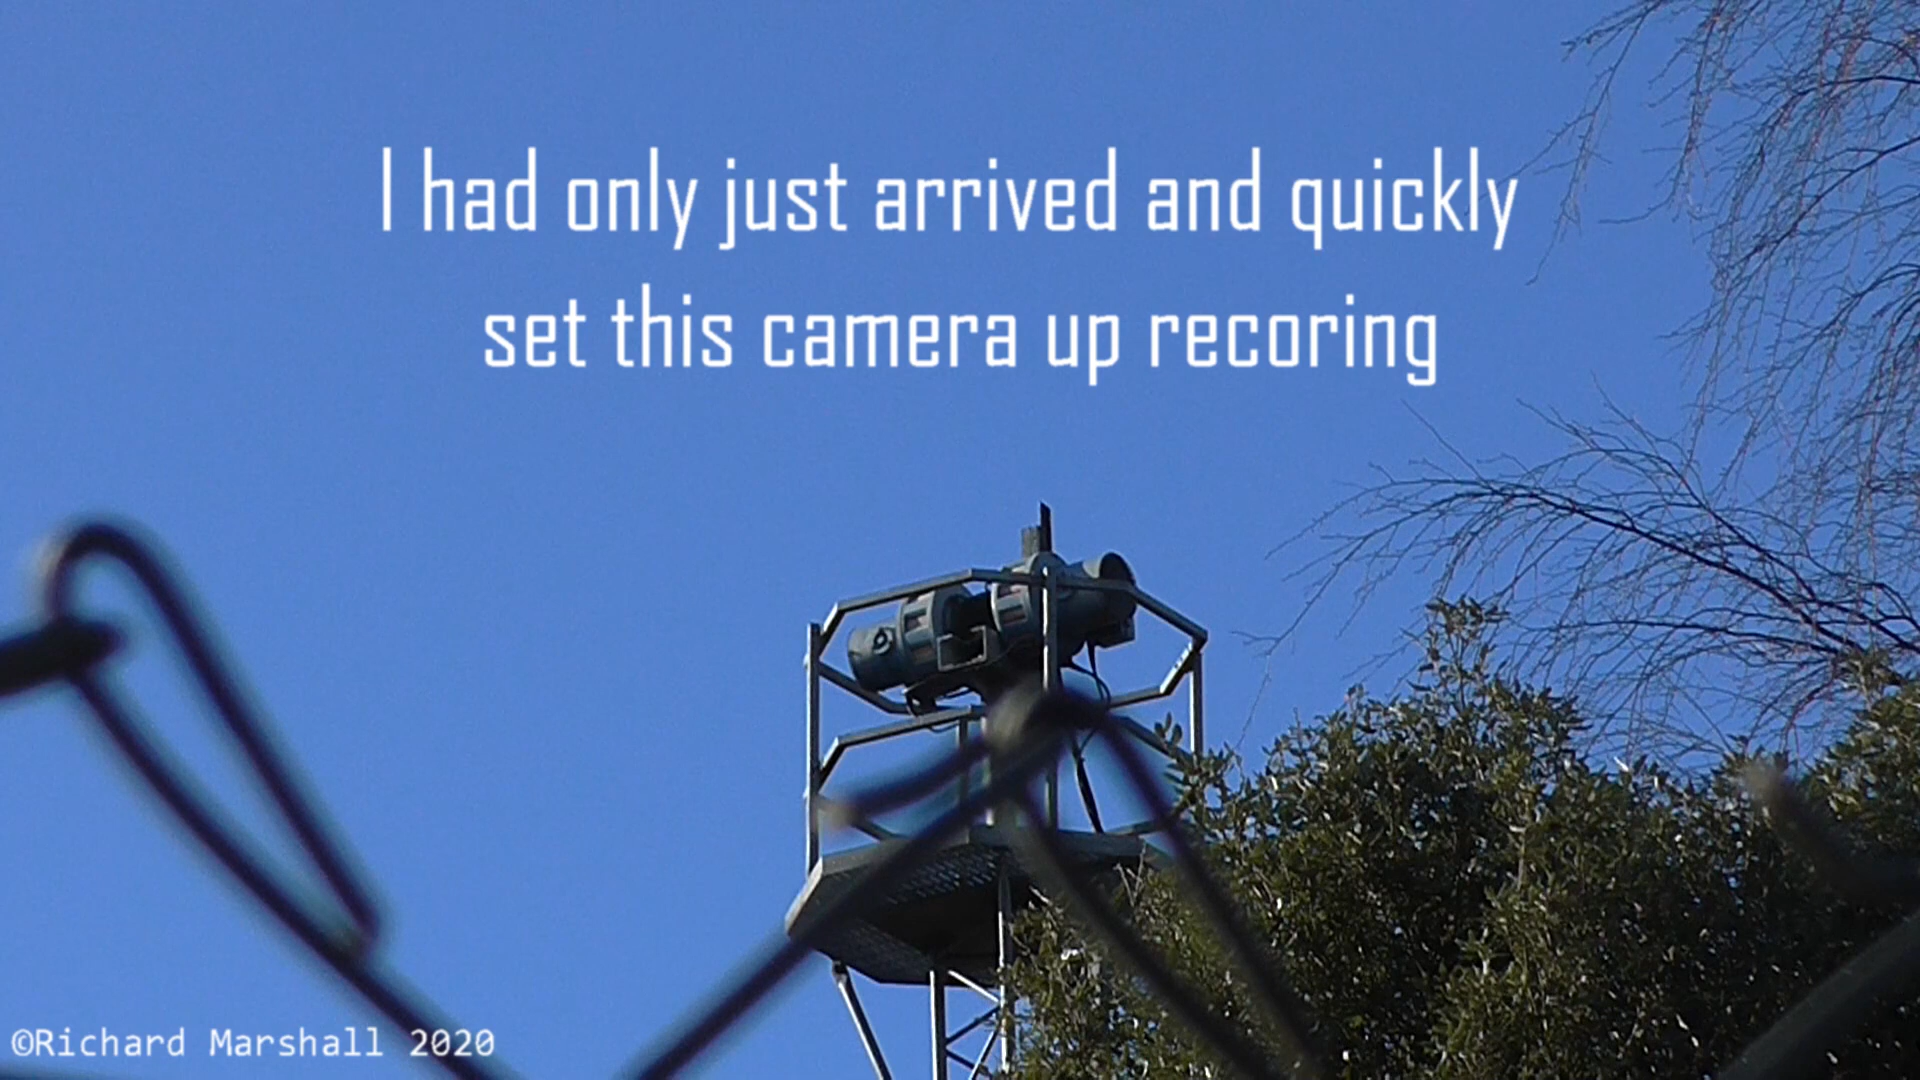 I had only just arrived and quickly
set this camera up recoring
©Richard Marshall 2020